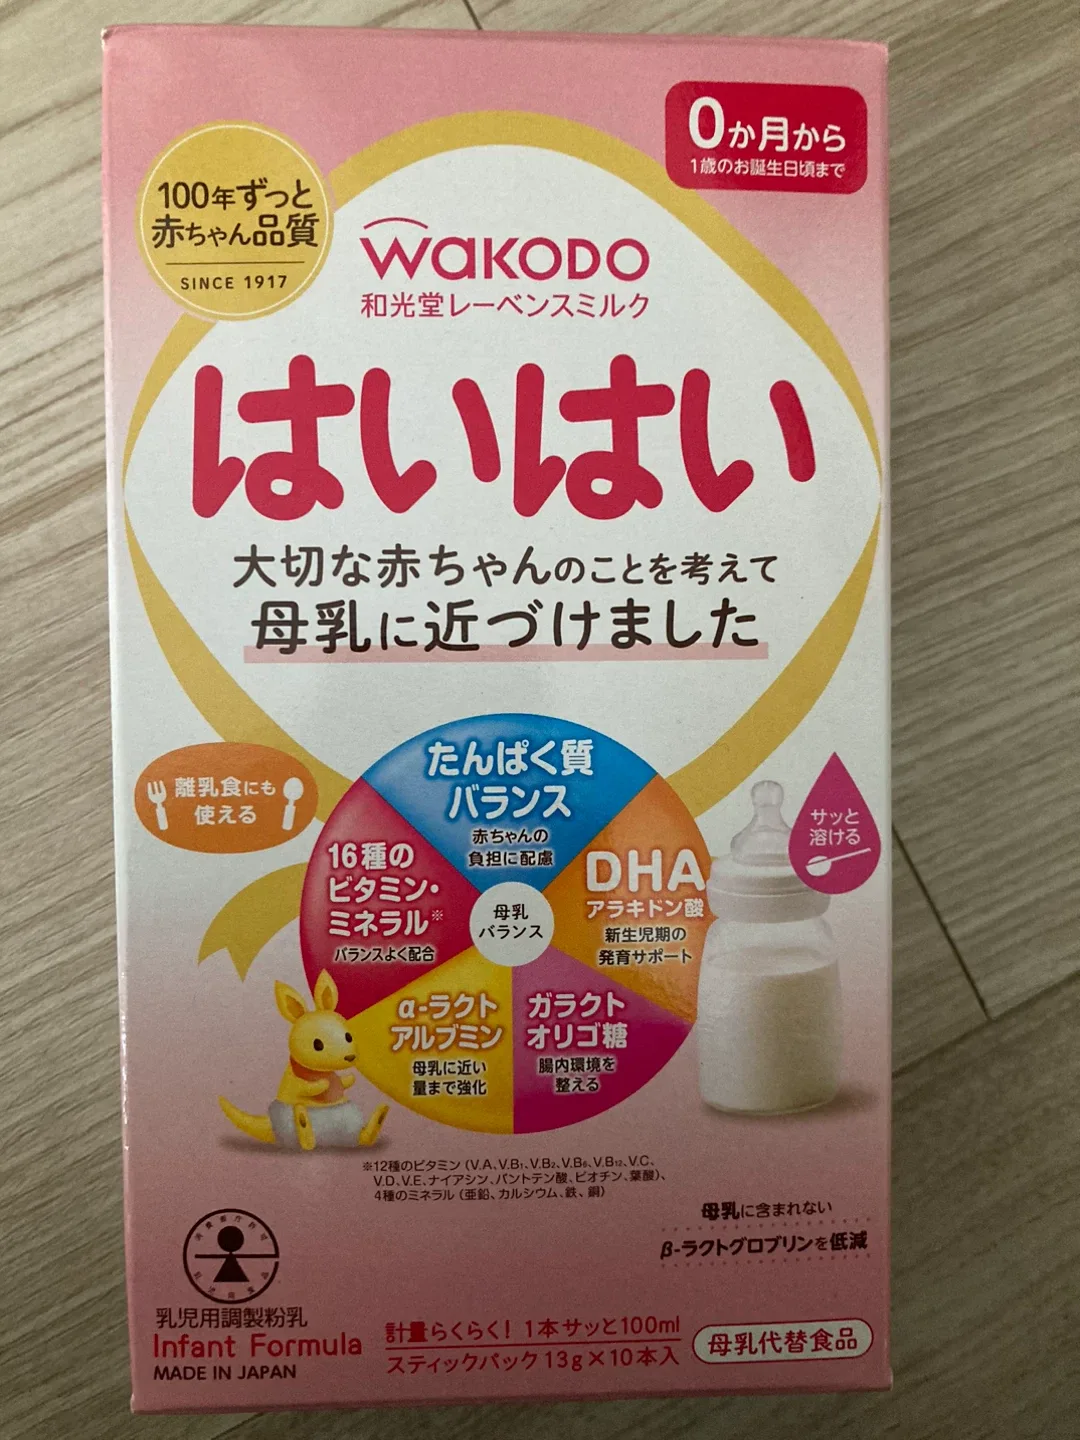 0か月から
1歳のお誕生日頃まで
100年ずっと
赤ちゃん品質
SINCE 1917
WAKODO
和光堂レーベンスミルク
はいはい
大切な赤ちゃんのことを考えて
母乳に近づけました
離乳食にも
使える
たんぱく質
バランス
赤ちゃんの
負担に配慮
サッと
溶ける
16種の
ビタミン・
ミネラル※
バランスよく配合
DHA
アラキドン酸
新生児期の
発育サポート
母乳
バランス
α-ラクト
アルブミン
母乳に近い
量まで強化
ガラクト
オリゴ糖
腸内環境を
整える
※12種のビタミン（V.A、V.B1、V.B2、V.B6、V.B12、V.C、
V.D、V.E、ナイアシン、パントテン酸、ビオチン、葉酸）、
4種のミネラル（亜鉛、カルシウム、鉄、銅）
母乳に含まれない
β-ラクトグロブリンを低減
消費者庁許可
乳児用調製粉乳
Infant Formula
MADE IN JAPAN
計量らくらく！1本サッと100ml
スティックパック13g×10本入
母乳代替食品